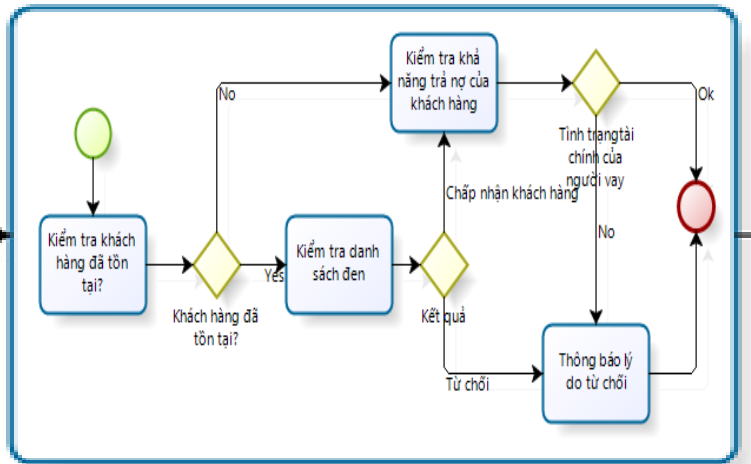 Kiểm tra khả
năng trả nợ của
khách hàng
No
Ok
Tình trạngtài
chính của
người vay
Chấp nhận khách hàng
Kiểm tra khách
hàng đã tồn
tại?
Kiểm tra danh
sách đen
No
Yes
Khách hàng đã
tồn tại?
Kết quả
Thông báo lý
do từ chối
Từ chối